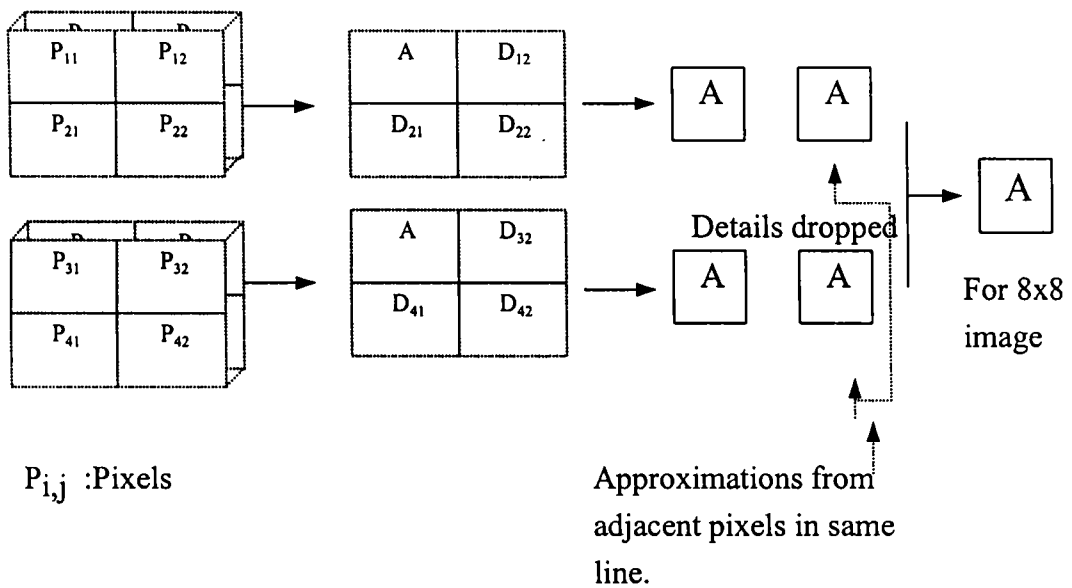 P₁₁ P₁₂
P₂₁ P₂₂
A D₁₂
D₂₁ D₂₂
A A
A
Details dropped
P₃₁ P₃₂
P₄₁ P₄₂
A D₃₂
D₄₁ D₄₂
A A
For 8x8
image
Pi,j :Pixels
Approximations from
adjacent pixels in same
line.